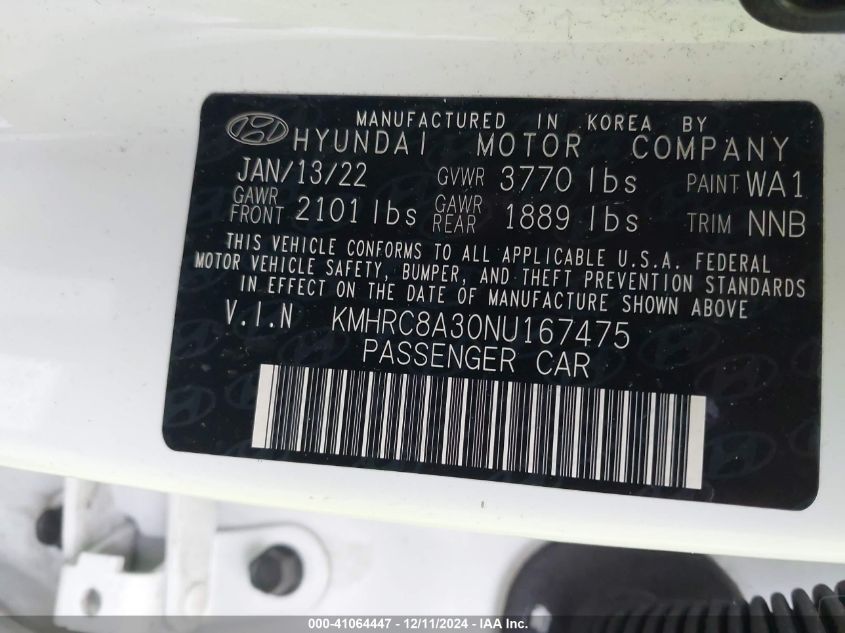 MANUFACTURED IN KOREA BY
HYUNDAI MOTOR COMPANY
JAN/13/22 GVWR 3770 lbs PAINT WA1
GAWR FRONT 2101 lbs GAWR REAR 1889 lbs TRIM NNB
THIS VEHICLE CONFORMS TO ALL APPLICABLE U.S.A. FEDERAL
MOTOR VEHICLE SAFETY, BUMPER, AND THEFT PREVENTION STANDARDS
IN EFFECT ON THE DATE OF MANUFACTURE SHOWN ABOVE
V.I.N KMHRC8A30NU167475
PASSENGER CAR
000-41064447 - 12/11/2024 - IAA Inc.